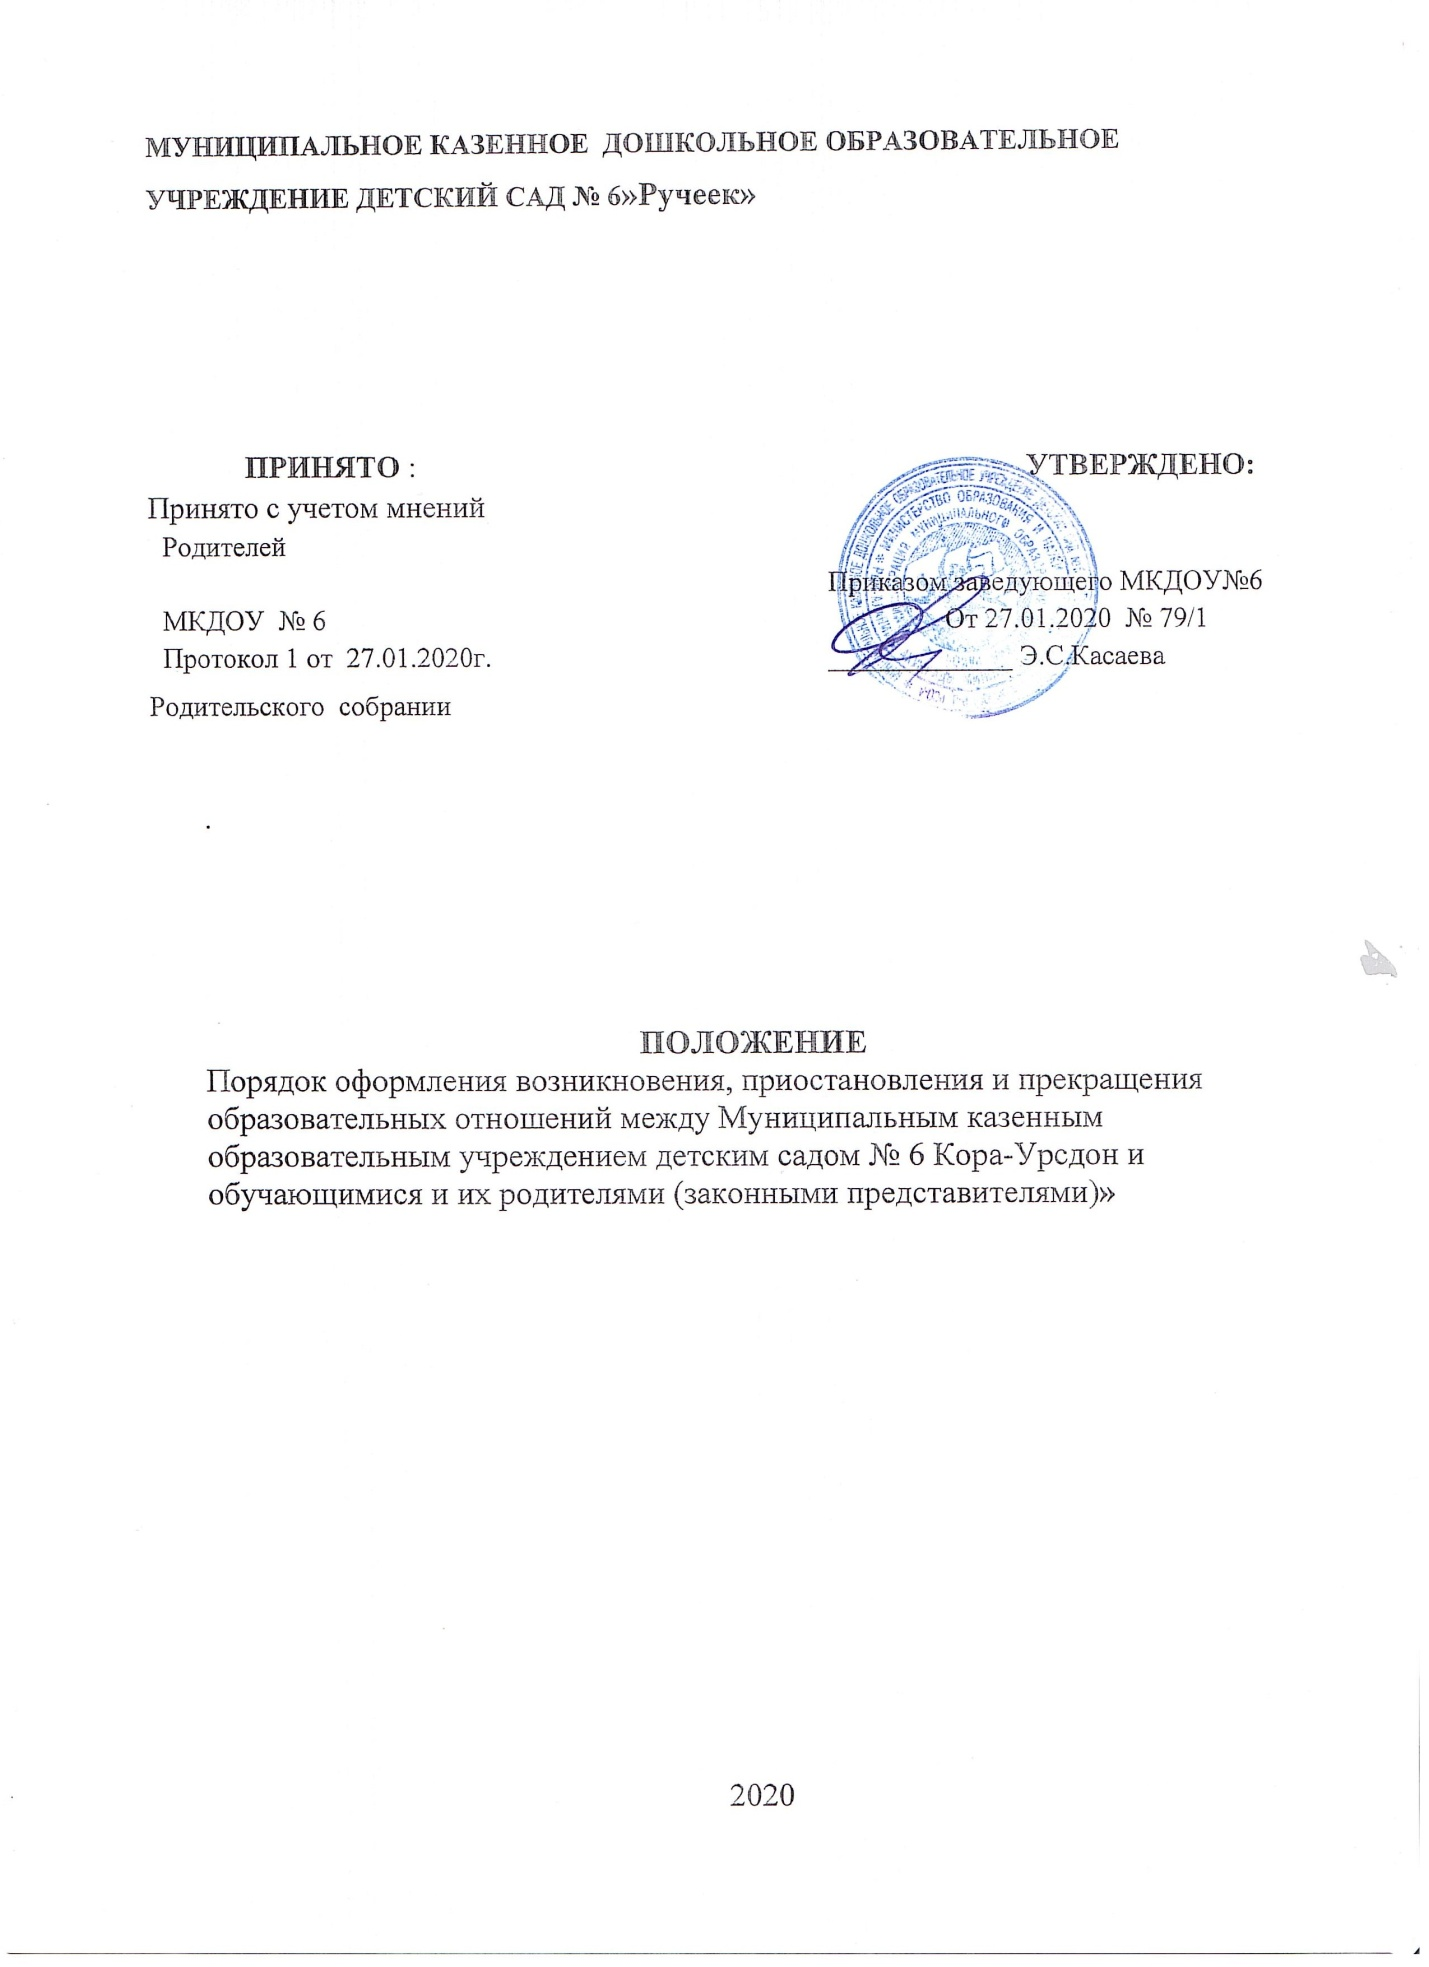 МУНИЦИПАЛЬНОЕ КАЗЕННОЕ ДОШКОЛЬНОЕ ОБРАЗОВАТЕЛЬНОЕ
УЧРЕЖДЕНИЕ ДЕТСКИЙ САД № 6»Ручеек»
ПРИНЯТО :
Принято с учетом мнений
Родителей
МКДОУ № 6
Протокол 1 от 27.01.2020г.
Родительского собрании
УТВЕРЖДЕНО:
Приказом заведующего МКДОУ№6
От 27.01.2020 № 79/1
______________ Э.С.Касаева
ПОЛОЖЕНИЕ
Порядок оформления возникновения, приостановления и прекращения
образовательных отношений между Муниципальным казенным
образовательным учреждением детским садом № 6 Кора-Урсдон и
обучающимися и их родителями (законными представителями)»
2020